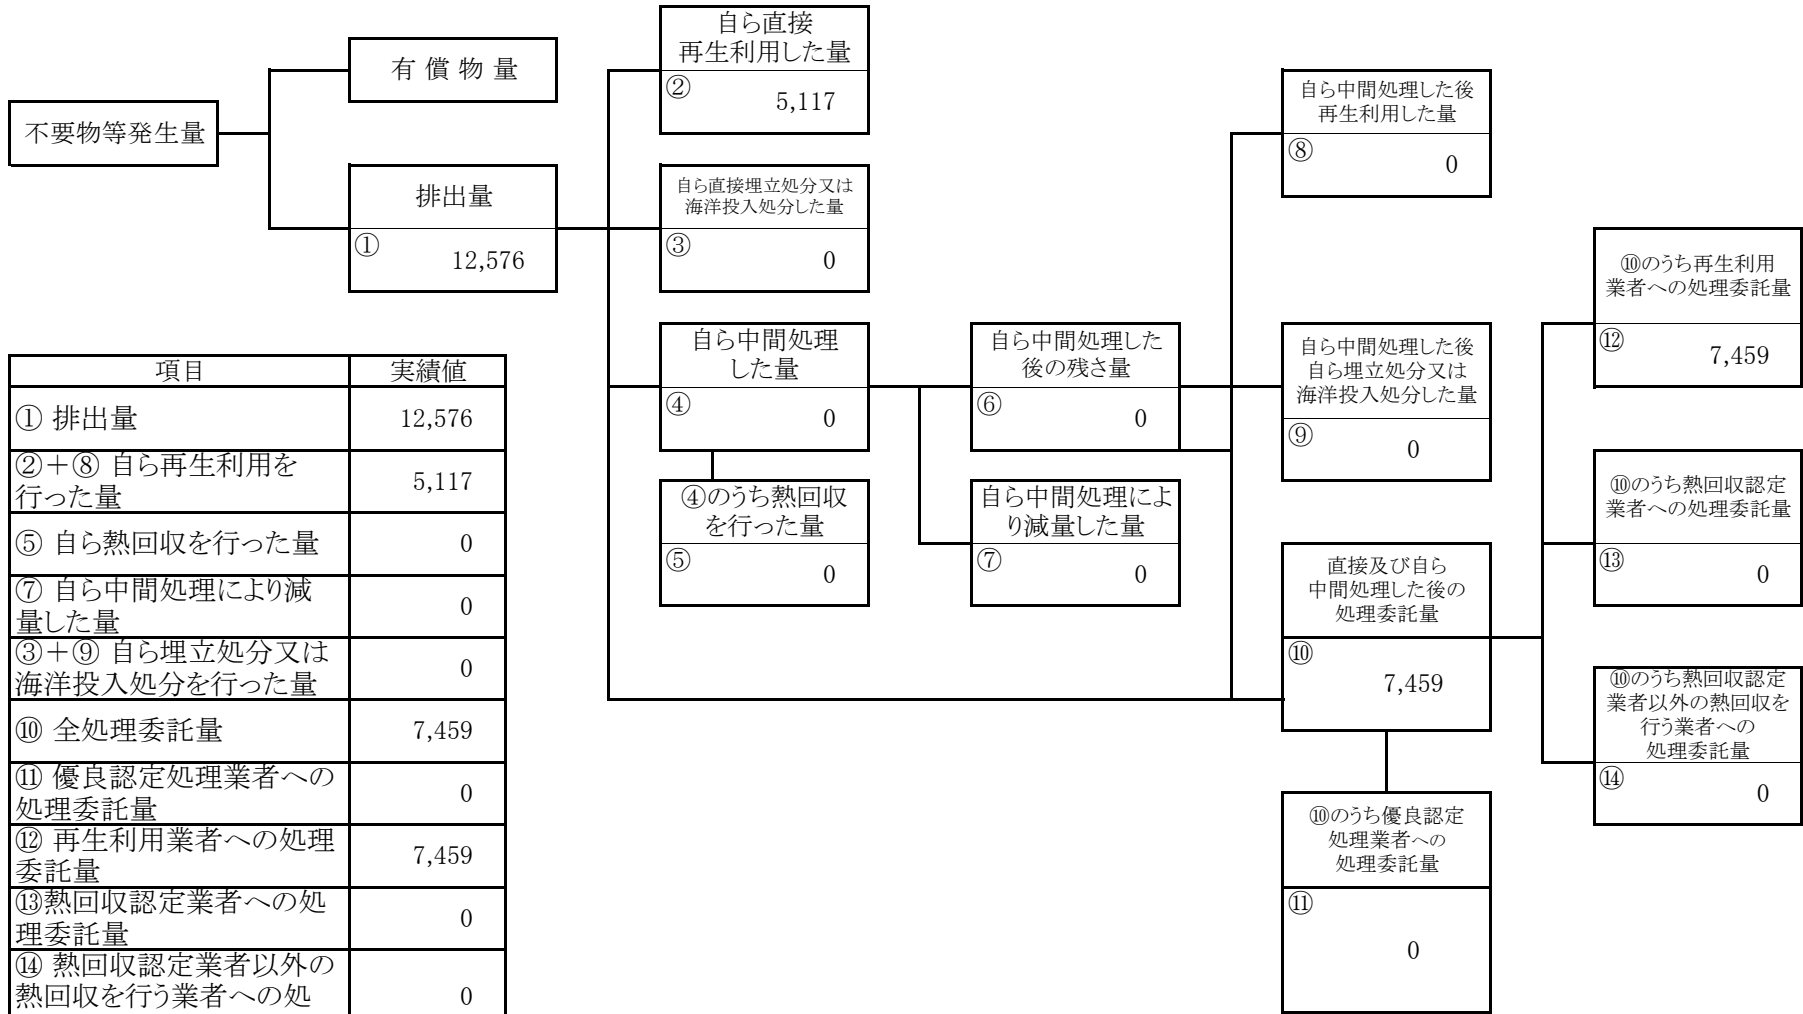 不要物等発生量
有 償 物 量
排出量
①
12,576
自ら直接
再生利用した量
②
5,117
自ら直接埋立処分又は
海洋投入処分した量
③
0
自ら中間処理
した量
④
0
④のうち熱回収
を行った量
⑤
0
自ら中間処理した
後の残さ量
⑥
0
自ら中間処理によ
り減量した量
⑦
0
自ら中間処理した後
再生利用した量
⑧
0
自ら中間処理した後
自ら埋立処分又は
海洋投入処分した量
⑨
0
直接及び自ら
中間処理した後の
処理委託量
⑩
7,459
⑩のうち優良認定
処理業者への
処理委託量
⑪
0
⑩のうち再生利用
業者への処理委託量
⑫
7,459
⑩のうち熱回収認定
業者への処理委託量
⑬
0
⑩のうち熱回収認定
業者以外の熱回収を
行う業者への
処理委託量
⑭
0
項目 実績値
① 排出量 12,576
②＋⑧ 自ら再生利用を
行った量 5,117
⑤ 自ら熱回収を行った量 0
⑦ 自ら中間処理により減
量した量 0
③＋⑨ 自ら埋立処分又は
海洋投入処分を行った量 0
⑩ 全処理委託量 7,459
⑪ 優良認定処理業者への
処理委託量 0
⑫ 再生利用業者への処理
委託量 7,459
⑬熱回収認定業者への処
理委託量 0
⑭ 熱回収認定業者以外の
熱回収を行う業者への処 0